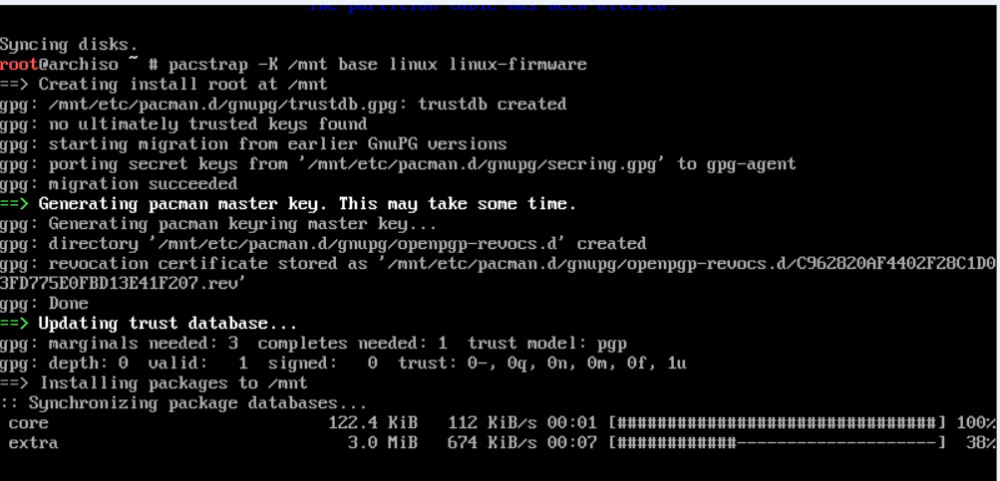 The partition table has been altered.
Syncing disks.
root@archiso ~ # pacstrap -K /mnt base linux linux-firmware
==> Creating install root at /mnt
gpg: /mnt/etc/pacman.d/gnupg/trustdb.gpg: trustdb created
gpg: no ultimately trusted keys found
gpg: starting migration from earlier GnuPG versions
gpg: porting secret keys from '/mnt/etc/pacman.d/gnupg/secring.gpg' to gpg-agent
gpg: migration succeeded
==> Generating pacman master key. This may take some time.
gpg: Generating pacman keyring master key...
gpg: directory '/mnt/etc/pacman.d/gnupg/openpgp-revocs.d' created
gpg: revocation certificate stored as '/mnt/etc/pacman.d/gnupg/openpgp-revocs.d/C962820AF4402F28C1D0
3FD775E0FBD13E41F207.rev'
gpg: Done
==> Updating trust database...
gpg: marginals needed: 3  completes needed: 1  trust model: pgp
gpg: depth: 0  valid:   1  signed:   0  trust: 0-, 0q, 0n, 0m, 0f, 1u
==> Installing packages to /mnt
:: Synchronizing package databases...
core 122.4 KiB 112 KiB/s 00:01 [################################] 100%
extra 3.0 MiB 674 KiB/s 00:07 [############--------------------] 38%